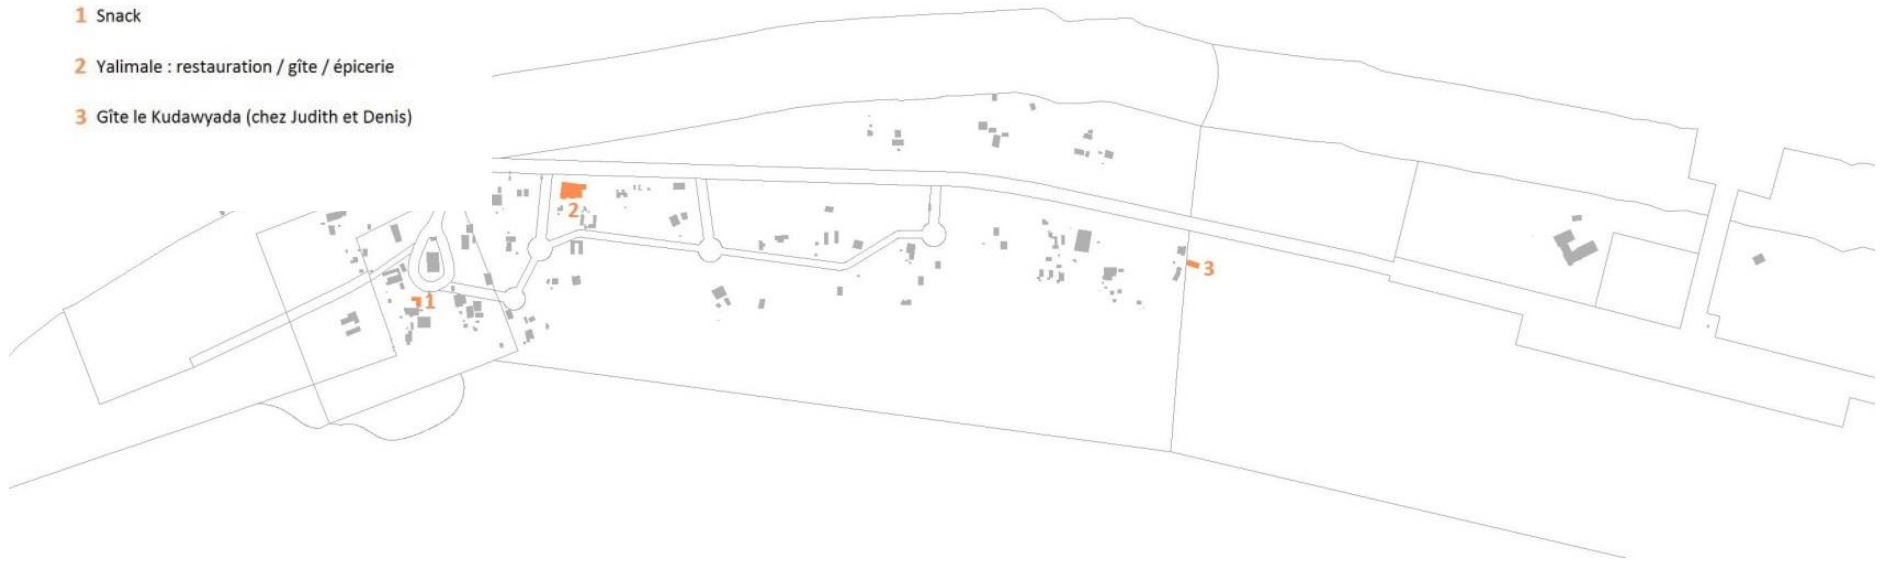 1 Snack
2 Yalimale : restauration / gîte / épicerie
3 Gîte le Kudawyada (chez Judith et Denis)
2
3
1